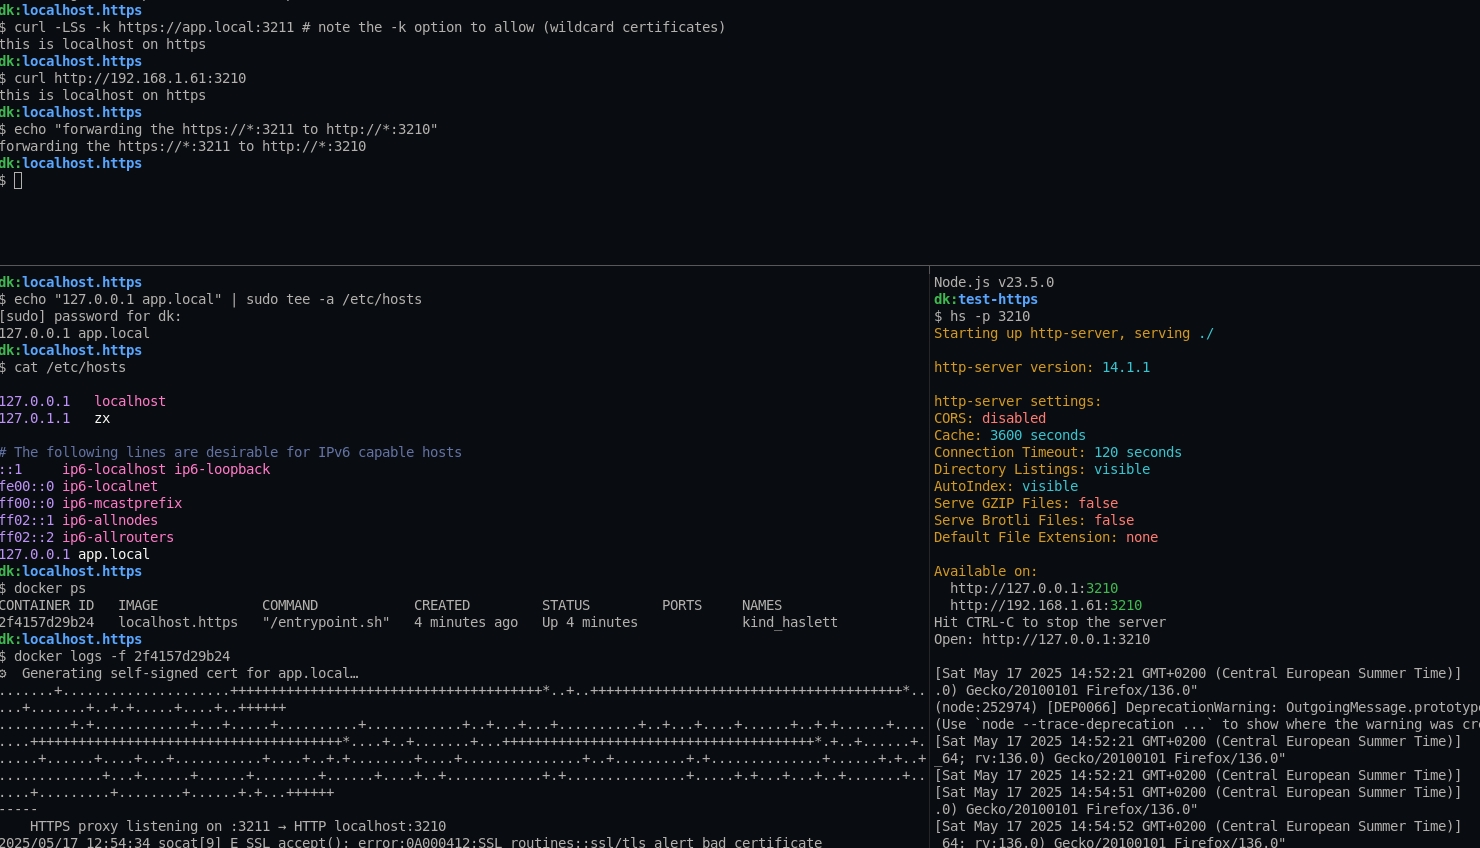 dk:localhost.https
$ curl -LSs -k https://app.local:3211 # note the -k option to allow (wildcard certificates)
this is localhost on https
dk:localhost.https
$ curl http://192.168.1.61:3210
this is localhost on https
dk:localhost.https
$ echo "forwarding the https://*:3211 to http://*:3210"
forwarding the https://*:3211 to http://*:3210
dk:localhost.https
$
dk:localhost.https
$ echo "127.0.0.1 app.local" | sudo tee -a /etc/hosts
[sudo] password for dk:
127.0.0.1 app.local
dk:localhost.https
$ cat /etc/hosts
127.0.0.1   localhost
127.0.1.1   zx
# The following lines are desirable for IPv6 capable hosts
::1     ip6-localhost ip6-loopback
fe00::0 ip6-localnet
ff00::0 ip6-mcastprefix
ff02::1 ip6-allnodes
ff02::2 ip6-allrouters
127.0.0.1 app.local
dk:localhost.https
$ docker ps
CONTAINER ID   IMAGE             COMMAND            CREATED         STATUS         PORTS     NAMES
2f4157d29b24   localhost.https   "/entrypoint.sh"   4 minutes ago   Up 4 minutes             kind_haslett
dk:localhost.https
$ docker logs -f 2f4157d29b24
⚙  Generating self-signed cert for app.local…
-----
HTTPS proxy listening on :3211 → HTTP localhost:3210
2025/05/17 12:54:34 socat[9] E SSL_accept(): error:0A000412:SSL routines::ssl/tls alert bad certificate
Node.js v23.5.0
dk:test-https
$ hs -p 3210
Starting up http-server, serving ./
http-server version: 14.1.1
http-server settings:
CORS: disabled
Cache: 3600 seconds
Connection Timeout: 120 seconds
Directory Listings: visible
AutoIndex: visible
Serve GZIP Files: false
Serve Brotli Files: false
Default File Extension: none
Available on:
  http://127.0.0.1:3210
  http://192.168.1.61:3210
Hit CTRL-C to stop the server
Open: http://127.0.0.1:3210
[Sat May 17 2025 14:52:21 GMT+0200 (Central European Summer Time)]
.0) Gecko/20100101 Firefox/136.0"
(node:252974) [DEP0066] DeprecationWarning: OutgoingMessage.prototype
(Use `node --trace-deprecation ...` to show where the warning was cre
[Sat May 17 2025 14:52:21 GMT+0200 (Central European Summer Time)]
_64; rv:136.0) Gecko/20100101 Firefox/136.0"
[Sat May 17 2025 14:52:21 GMT+0200 (Central European Summer Time)]
[Sat May 17 2025 14:54:51 GMT+0200 (Central European Summer Time)]
.0) Gecko/20100101 Firefox/136.0"
[Sat May 17 2025 14:54:52 GMT+0200 (Central European Summer Time)]
_64; rv:136.0) Gecko/20100101 Firefox/136.0"